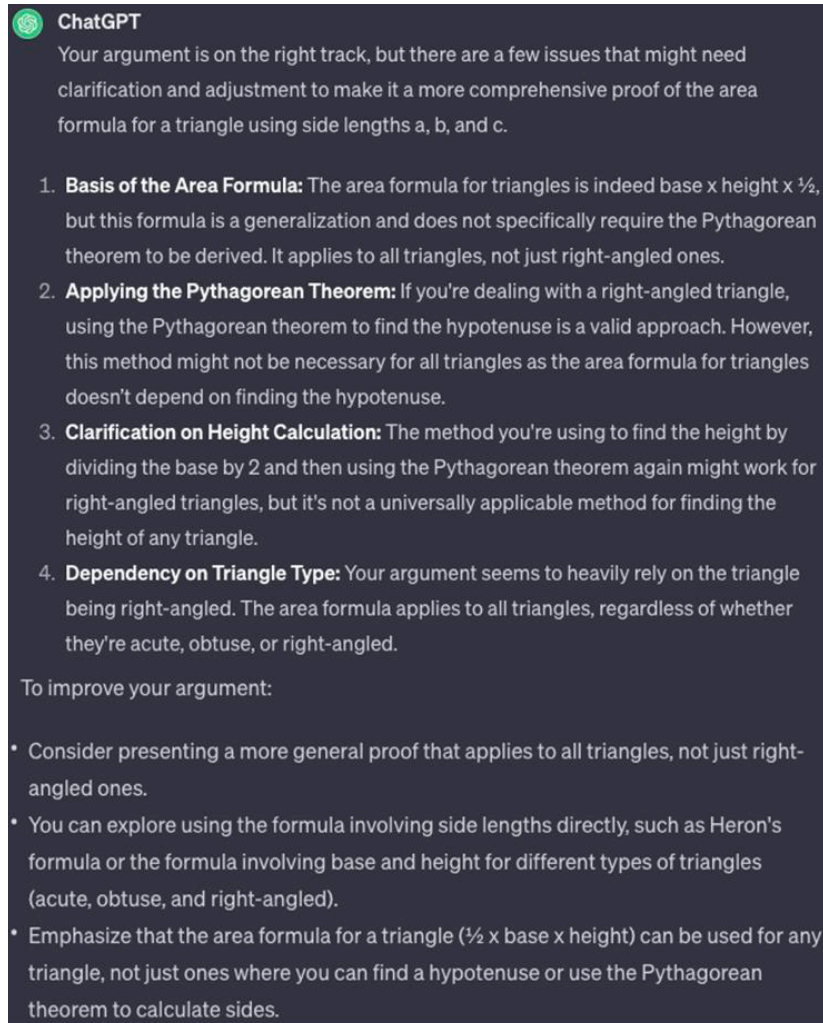 ChatGPT
Your argument is on the right track, but there are a few issues that might need
clarification and adjustment to make it a more comprehensive proof of the area
formula for a triangle using side lengths a, b, and c.
1. Basis of the Area Formula: The area formula for triangles is indeed base x height x ½,
but this formula is a generalization and does not specifically require the Pythagorean
theorem to be derived. It applies to all triangles, not just right-angled ones.
2. Applying the Pythagorean Theorem: If you're dealing with a right-angled triangle,
using the Pythagorean theorem to find the hypotenuse is a valid approach. However,
this method might not be necessary for all triangles as the area formula for triangles
doesn't depend on finding the hypotenuse.
3. Clarification on Height Calculation: The method you're using to find the height by
dividing the base by 2 and then using the Pythagorean theorem again might work for
right-angled triangles, but it's not a universally applicable method for finding the
height of any triangle.
4. Dependency on Triangle Type: Your argument seems to heavily rely on the triangle
being right-angled. The area formula applies to all triangles, regardless of whether
they're acute, obtuse, or right-angled.
To improve your argument:
• Consider presenting a more general proof that applies to all triangles, not just right-
angled ones.
• You can explore using the formula involving side lengths directly, such as Heron's
formula or the formula involving base and height for different types of triangles
(acute, obtuse, and right-angled).
• Emphasize that the area formula for a triangle (½ x base x height) can be used for any
triangle, not just ones where you can find a hypotenuse or use the Pythagorean
theorem to calculate sides.